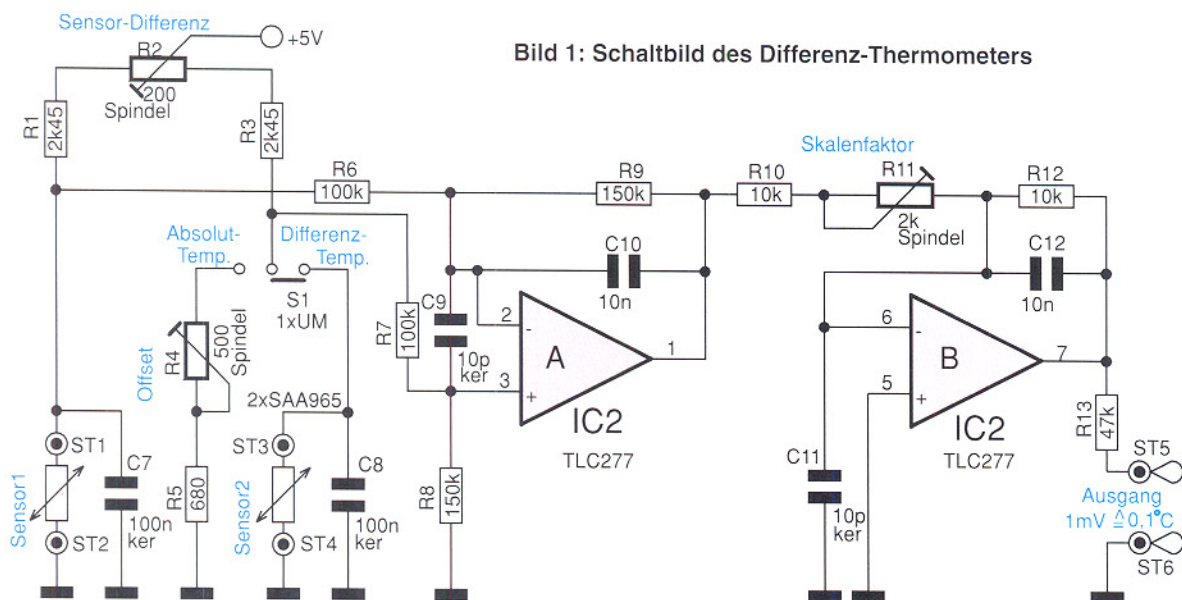 Sensor-Differenz
+5V
Bild 1: Schaltbild des Differenz-Thermometers
R2
200
Spindel
R1
2k45
R3
2k45
R6
100k
R9
150k
R10
10k
Skalenfaktor
R11
2k
Spindel
R12
10k
Absolut-
Temp.
Differenz-
Temp.
S1
1xUM
C10
10n
C12
10n
R7
100k
C9
10p
ker
2
-
A
1
3
+
IC2
TLC277
6
-
B
7
5
+
IC2
TLC277
Offset
R4
500
Spindel
2xSAA965
R13
47k
ST1
C7
100n
ker
Sensor1
ST2
R5
680
ST3
Sensor2
ST4
C8
100n
ker
R8
150k
C11
10p
ker
ST5
Ausgang
1mV ≙ 0,1°C
ST6